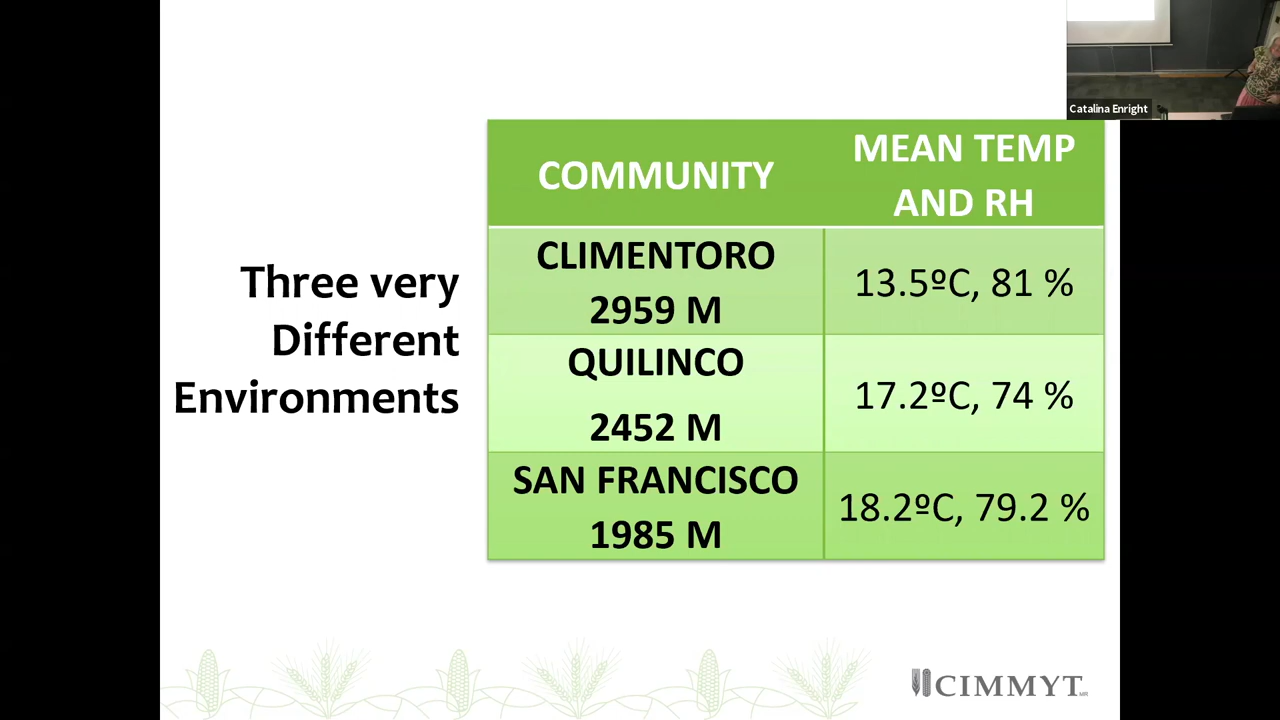 Catalina Enright
Three very
Different
Environments
COMMUNITY
MEAN TEMP
AND RH
CLIMENTORO
2959 M
13.5ºC, 81 %
QUILINCO
2452 M
17.2ºC, 74 %
SAN FRANCISCO
1985 M
18.2ºC, 79.2 %
CIMMYT MR